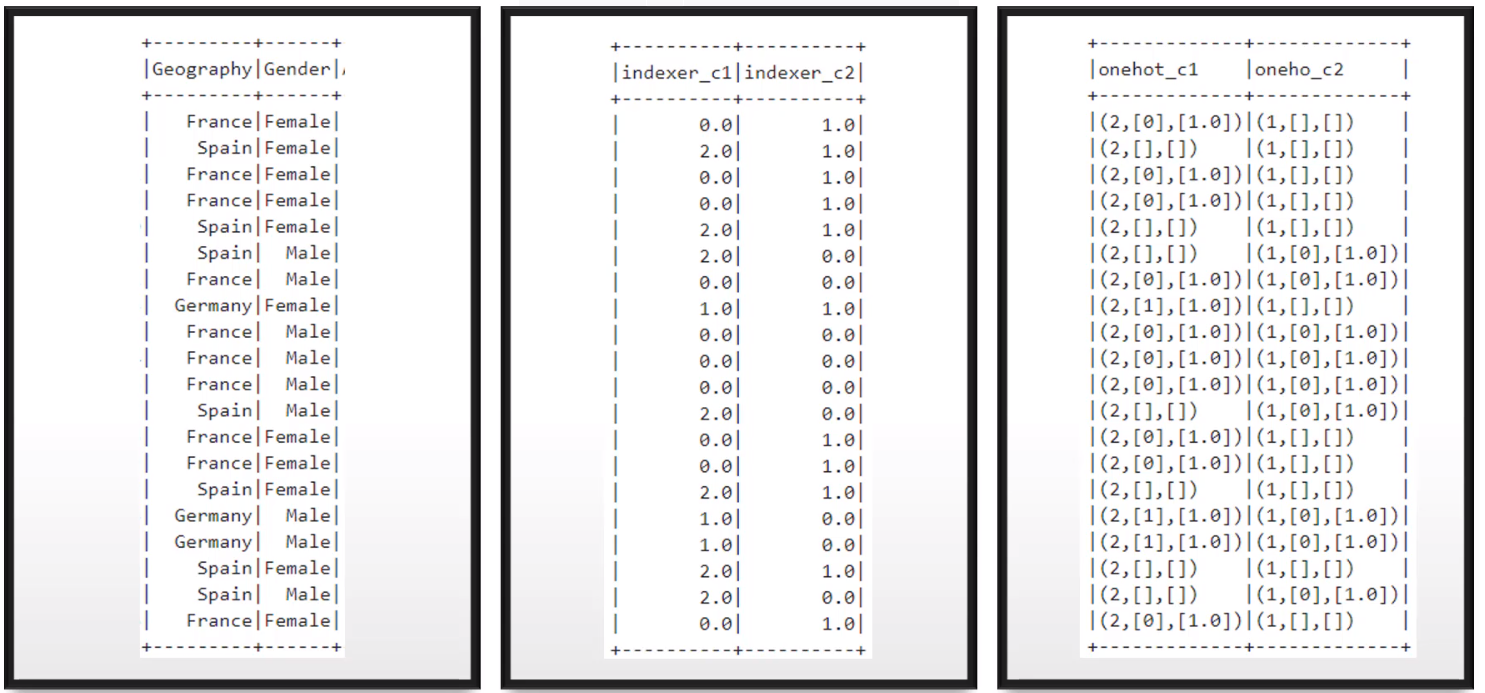 +---------+------+
|Geography|Gender|
+---------+------+
| France|Female|
| Spain|Female|
| France|Female|
| France|Female|
| Spain|Female|
| Spain| Male|
| France| Male|
| Germany|Female|
| France| Male|
| France| Male|
| France| Male|
| Spain| Male|
| France|Female|
| France|Female|
| Spain|Female|
| Germany| Male|
| Germany| Male|
| Spain|Female|
| Spain| Male|
| France|Female|
+---------+------+
+----------+----------+
|indexer_c1|indexer_c2|
+----------+----------+
| 0.0| 1.0|
| 2.0| 1.0|
| 0.0| 1.0|
| 0.0| 1.0|
| 2.0| 1.0|
| 2.0| 0.0|
| 0.0| 0.0|
| 1.0| 1.0|
| 0.0| 0.0|
| 0.0| 0.0|
| 0.0| 0.0|
| 2.0| 0.0|
| 0.0| 1.0|
| 0.0| 1.0|
| 2.0| 1.0|
| 1.0| 0.0|
| 1.0| 0.0|
| 2.0| 1.0|
| 2.0| 0.0|
| 0.0| 1.0|
+----------+----------+
+-------------+-------------+
|onehot_c1 |oneho_c2 |
+-------------+-------------+
|(2,[0],[1.0])|(1,[],[]) |
|(2,[],[]) |(1,[],[]) |
|(2,[0],[1.0])|(1,[],[]) |
|(2,[0],[1.0])|(1,[],[]) |
|(2,[],[]) |(1,[],[]) |
|(2,[],[]) |(1,[0],[1.0])|
|(2,[0],[1.0])|(1,[0],[1.0])|
|(2,[1],[1.0])|(1,[],[]) |
|(2,[0],[1.0])|(1,[0],[1.0])|
|(2,[0],[1.0])|(1,[0],[1.0])|
|(2,[0],[1.0])|(1,[0],[1.0])|
|(2,[],[]) |(1,[0],[1.0])|
|(2,[0],[1.0])|(1,[],[]) |
|(2,[0],[1.0])|(1,[],[]) |
|(2,[],[]) |(1,[],[]) |
|(2,[1],[1.0])|(1,[0],[1.0])|
|(2,[1],[1.0])|(1,[0],[1.0])|
|(2,[],[]) |(1,[],[]) |
|(2,[],[]) |(1,[0],[1.0])|
|(2,[0],[1.0])|(1,[],[]) |
+-------------+-------------+